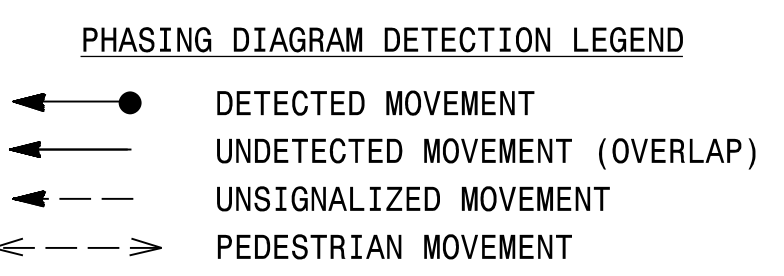 PHASING DIAGRAM DETECTION LEGEND
DETECTED MOVEMENT
UNDETECTED MOVEMENT (OVERLAP)
UNSIGNALIZED MOVEMENT
PEDESTRIAN MOVEMENT